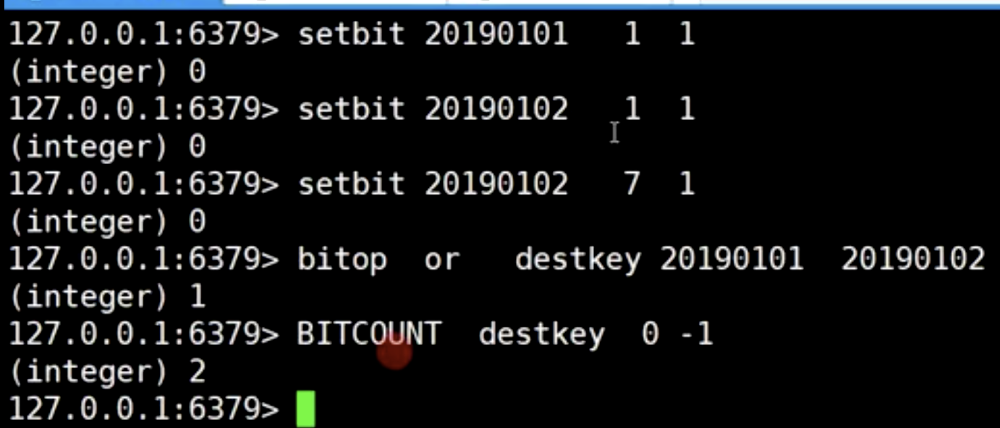 127.0.0.1:6379> setbit 20190101   1  1
(integer) 0
127.0.0.1:6379> setbit 20190102   1  1
(integer) 0
127.0.0.1:6379> setbit 20190102   7  1
(integer) 0
127.0.0.1:6379> bitop  or   destkey 20190101  20190102
(integer) 1
127.0.0.1:6379> BITCOUNT  destkey  0 -1
(integer) 2
127.0.0.1:6379>